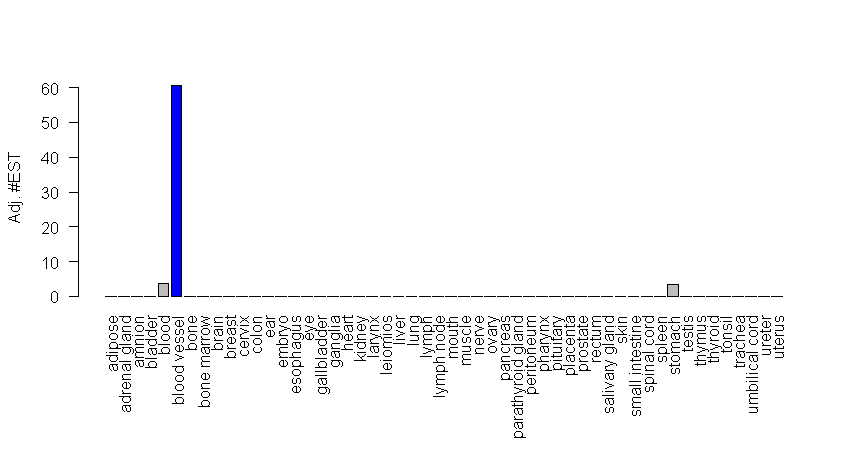 Adj. #EST
60
50
40
30
20
10
0
adipose
adrenal gland
amnion
bladder
blood
blood vessel
bone
bone marrow
brain
breast
cervix
colon
ear
embryo
esophagus
eye
gallbladder
ganglia
heart
kidney
larynx
leiomios
liver
lung
lymph
lymph node
mouth
muscle
nerve
ovary
pancreas
parathyroid gland
peritoneum
pharynx
pituitary
placenta
prostate
rectum
salivary gland
skin
small intestine
spinal cord
spleen
stomach
testis
thymus
thyroid
tonsil
trachea
umbilical cord
ureter
uterus